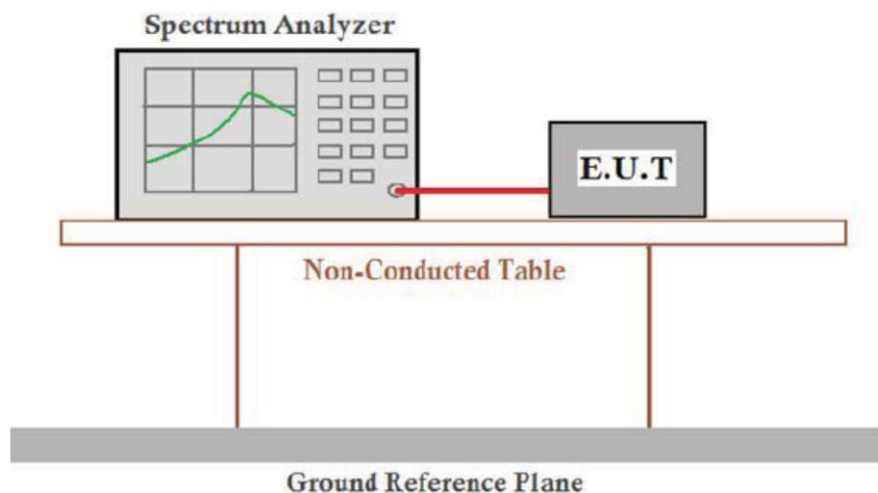 Spectrum Analyzer
E.U.T
Non-Conducted Table
Ground Reference Plane